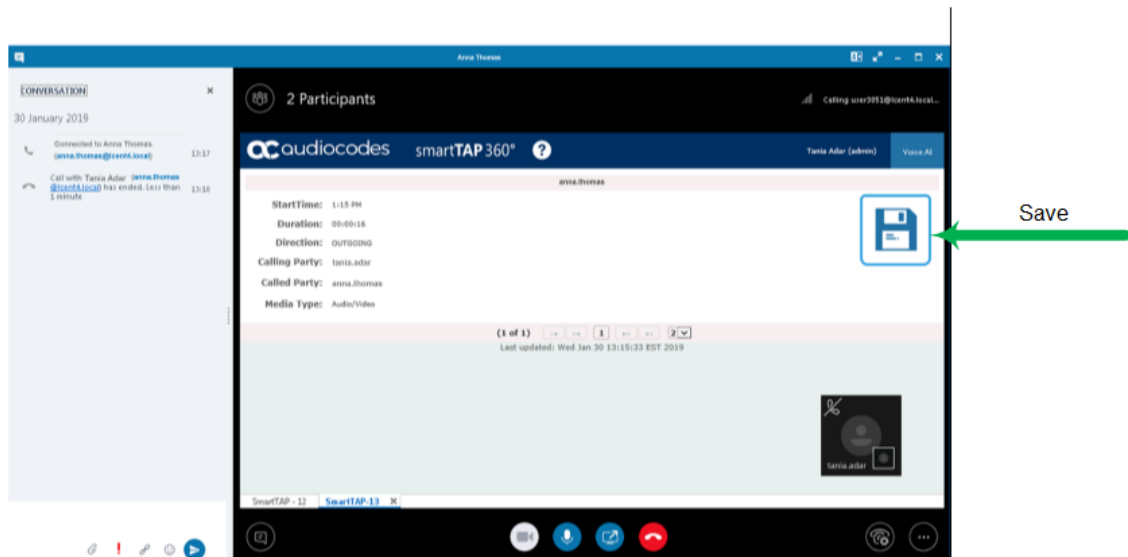 Anna Thomas
CONVERSATION
30 January 2019
Connected to Anna Thomas
(anna.thomas@lcent4.local)
13:17
Call with Tania Adar (anna.thomas
@lcent4.local) has ended. Less than
1 minute
13:18
2 Participants
Calling user3051@lcent4.local...
audiocodes
smartTAP 360°
?
Tania Adar (admin)
Voice.AI
anna.thomas
StartTime: 1:15 PM
Duration: 00:00:16
Direction: OUTGOING
Calling Party: tania.adar
Called Party: anna.thomas
Media Type: Audio/Video
(1 of 1) 1 2
Last updated: Wed Jan 30 13:15:33 EST 2019
tania.adar
SmartTAP - 12
SmartTAP-13
Save